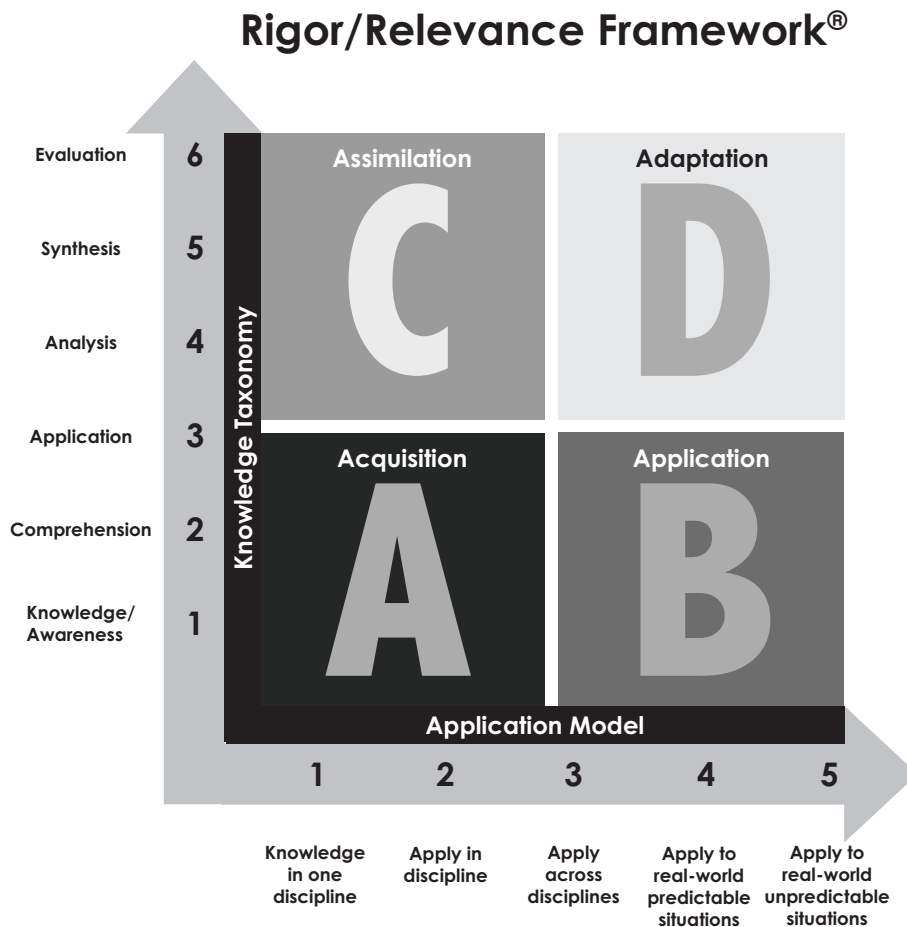 Rigor/Relevance Framework®
Evaluation
6
Synthesis
5
Analysis
4
Application
3
Comprehension
2
Knowledge/
Awareness
1
Knowledge Taxonomy
Assimilation
C
Adaptation
D
Acquisition
A
Application
B
Application Model
1
2
3
4
5
Knowledge
in one
discipline
Apply in
discipline
Apply
across
disciplines
Apply to
real-world
predictable
situations
Apply to
real-world
unpredictable
situations